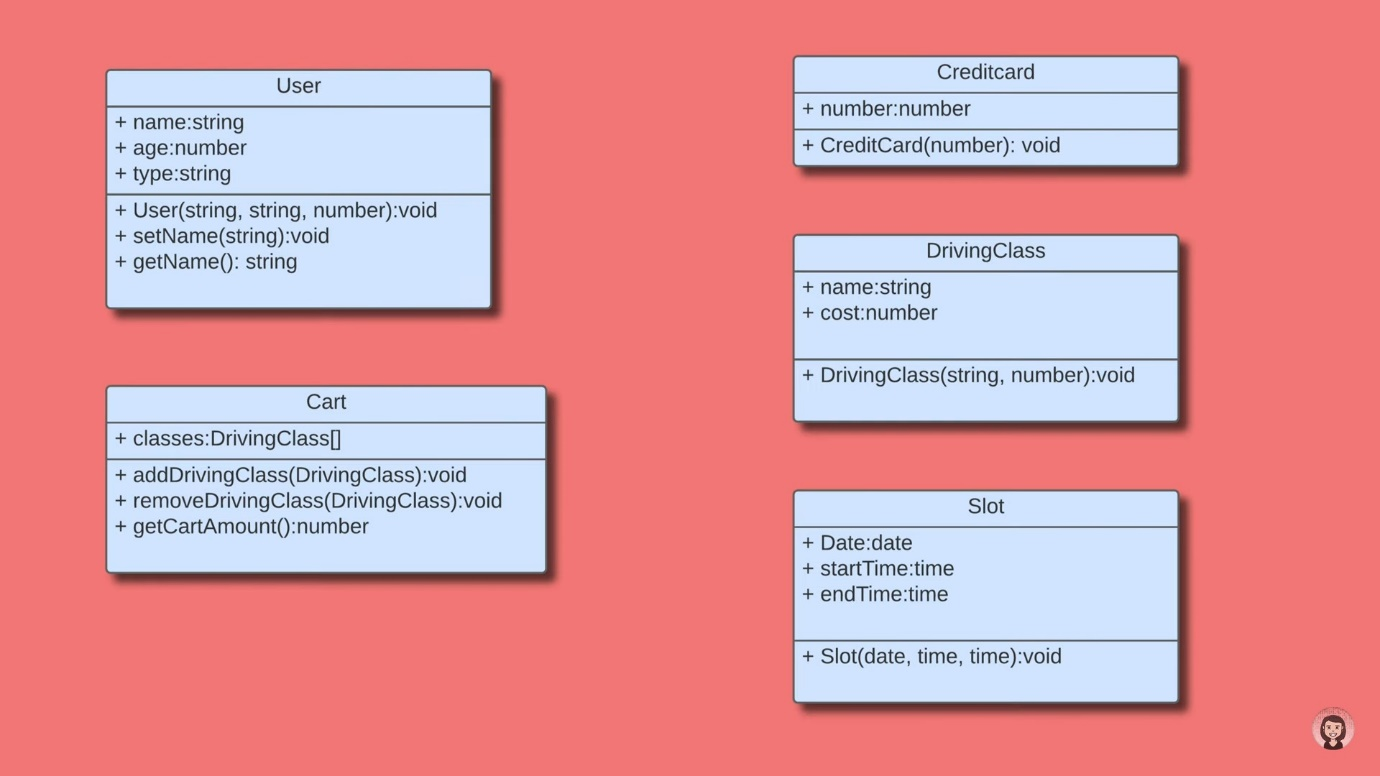 User
+ name:string
+ age:number
+ type:string
+ User(string, string, number):void
+ setName(string):void
+ getName(): string
Cart
+ classes:DrivingClass[]
+ addDrivingClass(DrivingClass):void
+ removeDrivingClass(DrivingClass):void
+ getCartAmount():number
Creditcard
+ number:number
+ CreditCard(number): void
DrivingClass
+ name:string
+ cost:number
+ DrivingClass(string, number):void
Slot
+ Date:date
+ startTime:time
+ endTime:time
+ Slot(date, time, time):void